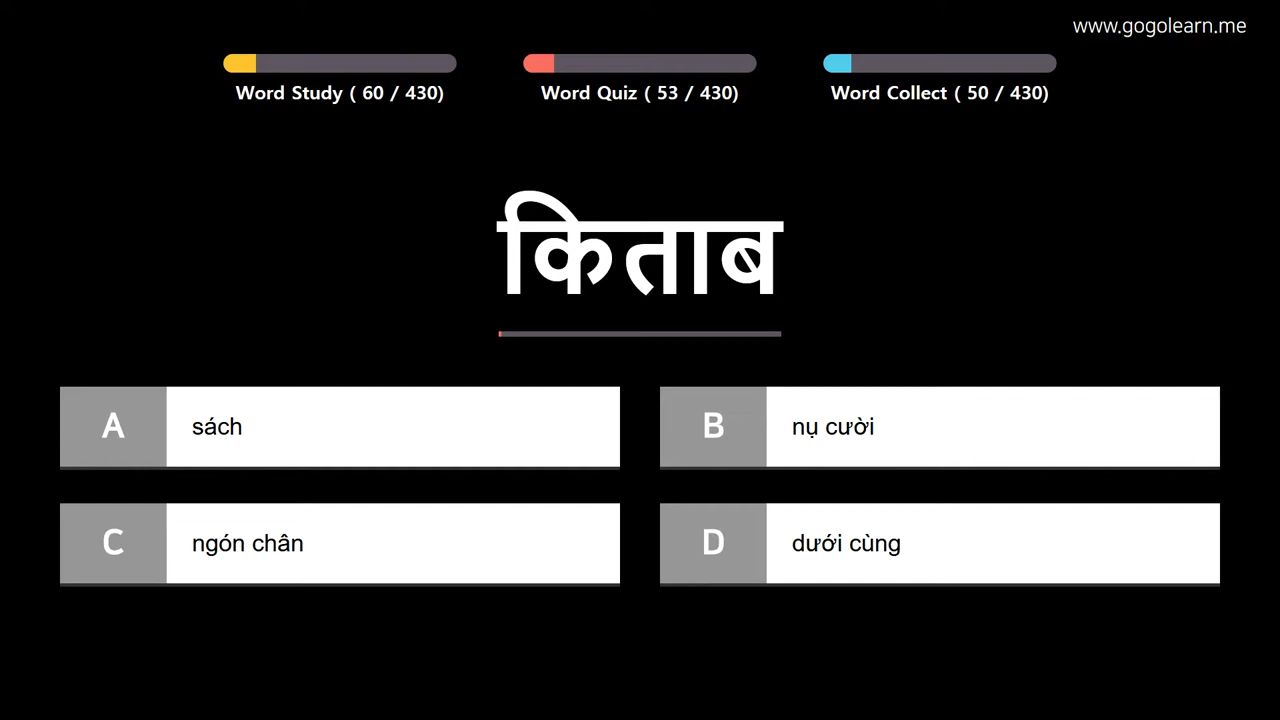 www.gogolearn.me
Word Study ( 60 / 430)
Word Quiz ( 53 / 430)
Word Collect ( 50 / 430)
किताब
A
sách
B
nụ cười
C
ngón chân
D
dưới cùng